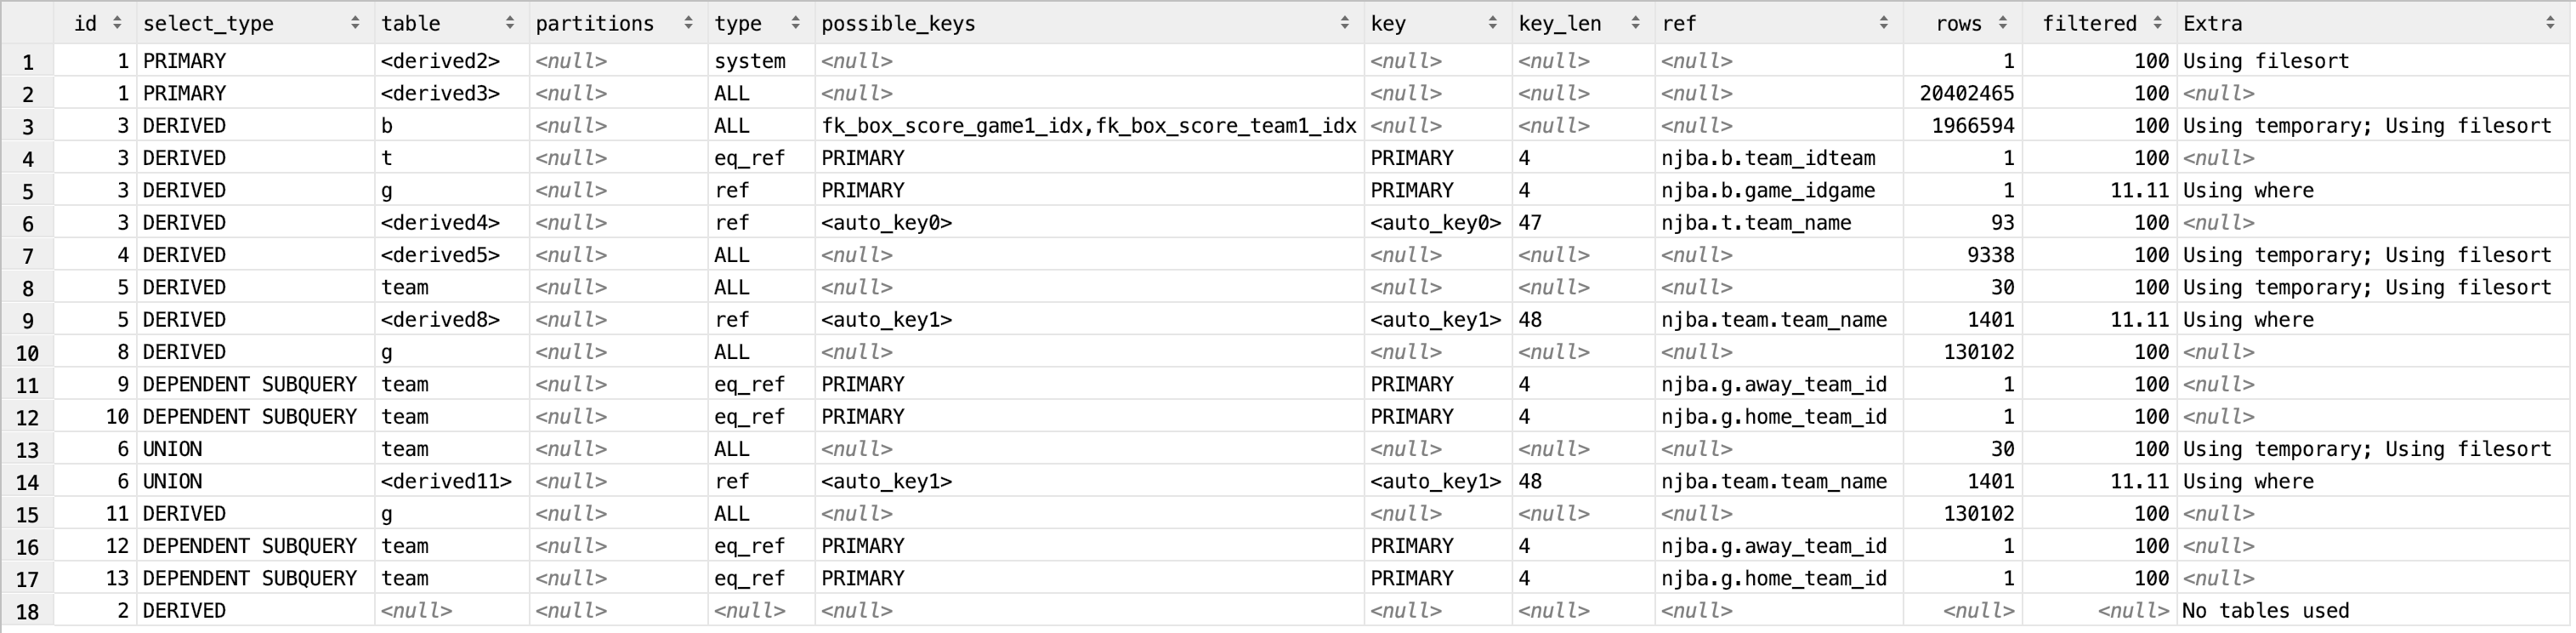 id select_type table partitions type possible_keys key key_len ref rows filtered Extra
1 1 PRIMARY <derived2> <null> system <null> <null> <null> <null> 1 100 Using filesort
2 1 PRIMARY <derived3> <null> ALL <null> <null> <null> <null> 20402465 100 <null>
3 3 DERIVED b <null> ALL fk_box_score_game1_idx,fk_box_score_team1_idx <null> <null> <null> 1966594 100 Using temporary; Using filesort
4 3 DERIVED t <null> eq_ref PRIMARY PRIMARY 4 njba.b.team_idteam 1 100 <null>
5 3 DERIVED g <null> ref PRIMARY PRIMARY 4 njba.b.game_idgame 1 11.11 Using where
6 3 DERIVED <derived4> <null> ref <auto_key0> <auto_key0> 47 njba.t.team_name 93 100 <null>
7 4 DERIVED <derived5> <null> ALL <null> <null> <null> <null> 9338 100 Using temporary; Using filesort
8 5 DERIVED team <null> ALL <null> <null> <null> <null> 30 100 Using temporary; Using filesort
9 5 DERIVED <derived8> <null> ref <auto_key1> <auto_key1> 48 njba.team.team_name 1401 11.11 Using where
10 8 DERIVED g <null> ALL <null> <null> <null> <null> 130102 100 <null>
11 9 DEPENDENT SUBQUERY team <null> eq_ref PRIMARY PRIMARY 4 njba.g.away_team_id 1 100 <null>
12 10 DEPENDENT SUBQUERY team <null> eq_ref PRIMARY PRIMARY 4 njba.g.home_team_id 1 100 <null>
13 6 UNION team <null> ALL <null> <null> <null> <null> 30 100 Using temporary; Using filesort
14 6 UNION <derived11> <null> ref <auto_key1> <auto_key1> 48 njba.team.team_name 1401 11.11 Using where
15 11 DERIVED g <null> ALL <null> <null> <null> <null> 130102 100 <null>
16 12 DEPENDENT SUBQUERY team <null> eq_ref PRIMARY PRIMARY 4 njba.g.away_team_id 1 100 <null>
17 13 DEPENDENT SUBQUERY team <null> eq_ref PRIMARY PRIMARY 4 njba.g.home_team_id 1 100 <null>
18 2 DERIVED <null> <null> <null> <null> <null> <null> <null> <null> <null> No tables used